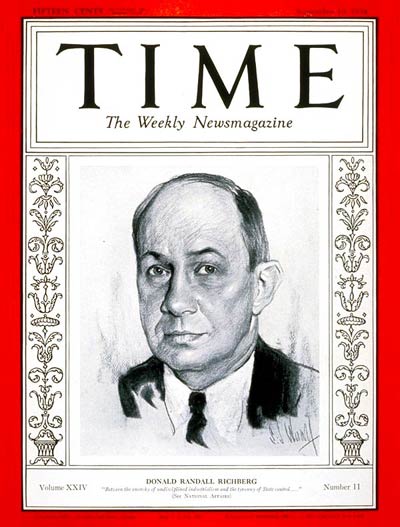 FIFTEEN CENTS
September 10, 1934
TIME
The Weekly Newsmagazine
DONALD RANDALL RICHBERG
Volume XXIV
"Between the anarchy of undisciplined industrialism and the tyranny of State control. . . ."
Number 11
(See NATIONAL AFFAIRS)